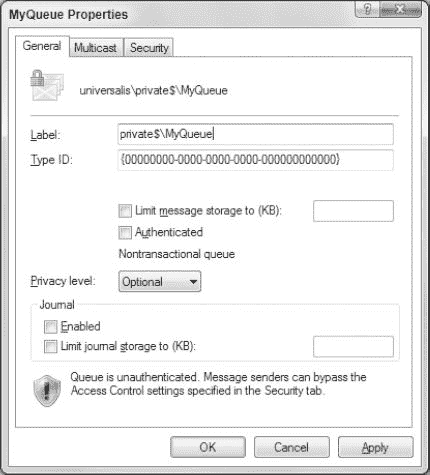 MyQueue Properties
General Multicast Security
universalis\private$\MyQueue
Label: private$\MyQueue
Type ID: {00000000-0000-0000-0000-000000000000}
Limit message storage to (KB):
Authenticated
Nontransactional queue
Privacy level: Optional
Journal
Enabled
Limit journal storage to (KB):
Queue is unauthenticated. Message senders can bypass the
Access Control settings specified in the Security tab.
OK Cancel Apply